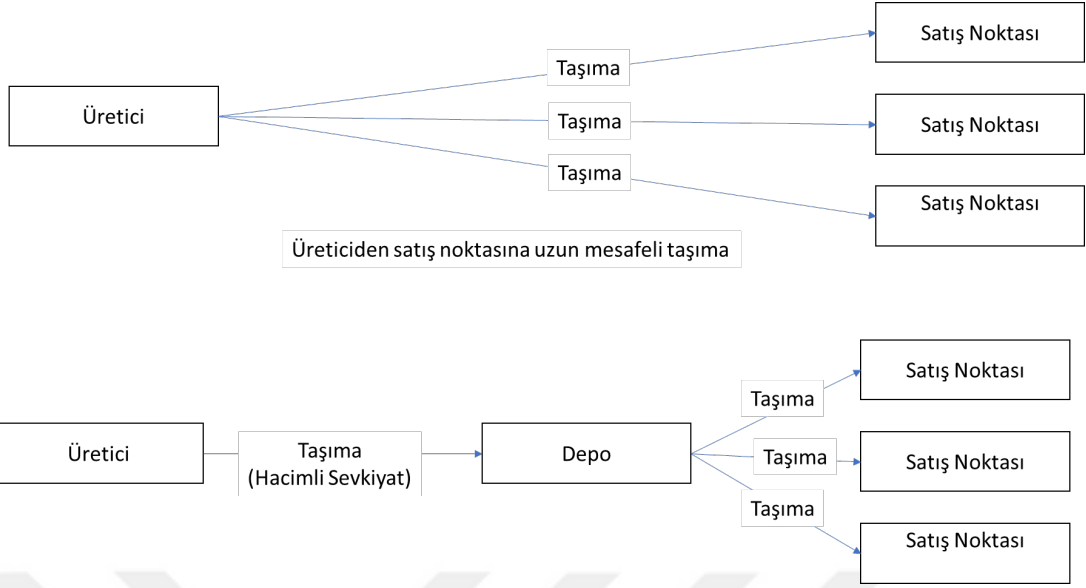 Satış Noktası
Taşıma
Üretici
Taşıma
Satış Noktası
Taşıma
Satış Noktası
Üreticiden satış noktasına uzun mesafeli taşıma
Satış Noktası
Taşıma
Üretici
Taşıma
(Hacimli Sevkiyat)
Depo
Taşıma
Satış Noktası
Taşıma
Satış Noktası